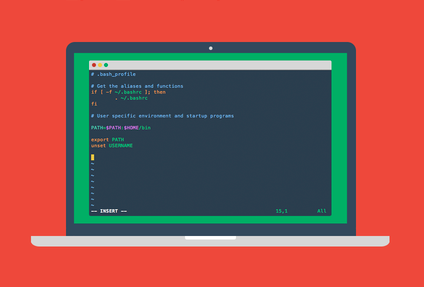 # .bash_profile
# Get the aliases and functions
if [ -f ~/.bashrc ]; then
. ~/.bashrc
fi
# User specific environment and startup programs
PATH=$PATH:$HOME/bin
export PATH
unset USERNAME
~
~
~
~
~
~
~
~
-- INSERT -- 15,1 All